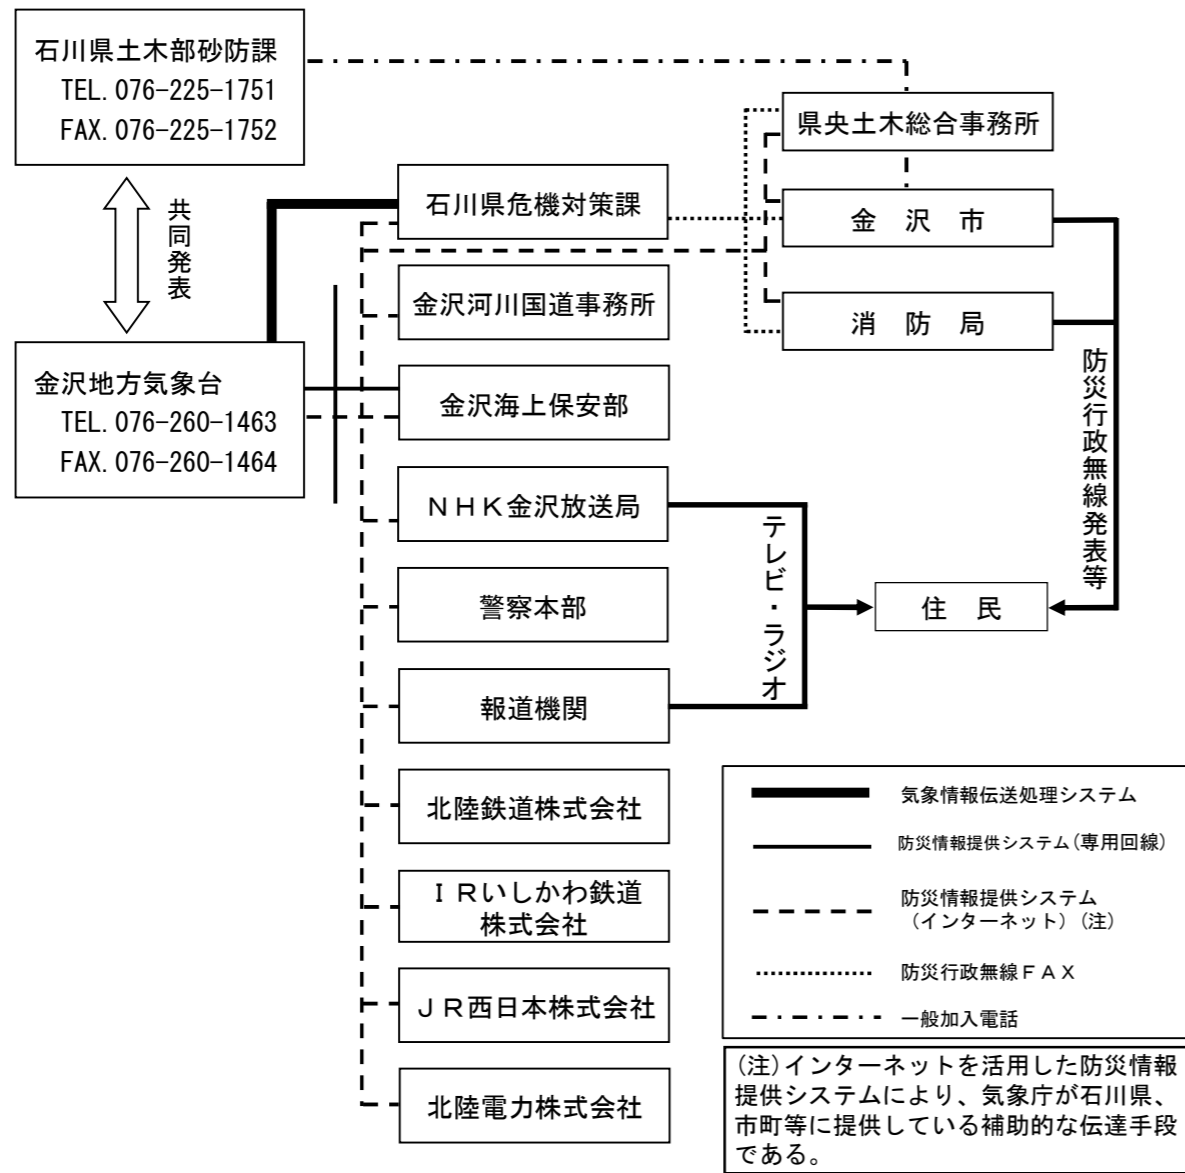 石川県土木部砂防課
TEL.076-225-1751
FAX.076-225-1752
共同発表
金沢地方気象台
TEL.076-260-1463
FAX.076-260-1464
石川県危機対策課
金沢河川国道事務所
金沢海上保安部
NHK金沢放送局
警察本部
報道機関
北陸鉄道株式会社
IRいしかわ鉄道
株式会社
JR西日本株式会社
北陸電力株式会社
県央土木総合事務所
金 沢 市
消 防 局
防災行政無線発表等
テレビ・ラジオ
住 民
気象情報伝送処理システム
防災情報提供システム(専用回線)
防災情報提供システム
(インターネット)(注)
防災行政無線FAX
一般加入電話
(注)インターネットを活用した防災情報
提供システムにより、気象庁が石川県、
市町等に提供している補助的な伝達手段
である。